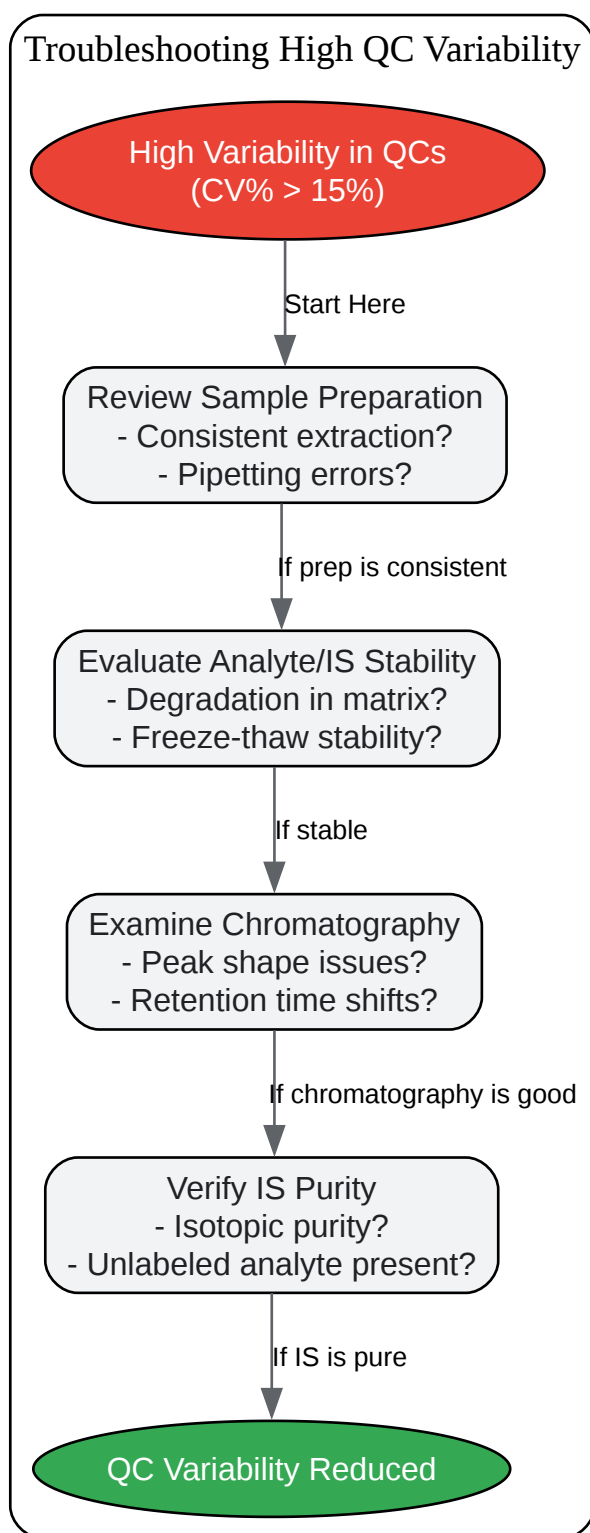 Troubleshooting High QC Variability
High Variability in QCs
(CV% > 15%)
Start Here
Review Sample Preparation
- Consistent extraction?
- Pipetting errors?
If prep is consistent
Evaluate Analyte/IS Stability
- Degradation in matrix?
- Freeze-thaw stability?
If stable
Examine Chromatography
- Peak shape issues?
- Retention time shifts?
If chromatography is good
Verify IS Purity
- Isotopic purity?
- Unlabeled analyte present?
If IS is pure
QC Variability Reduced